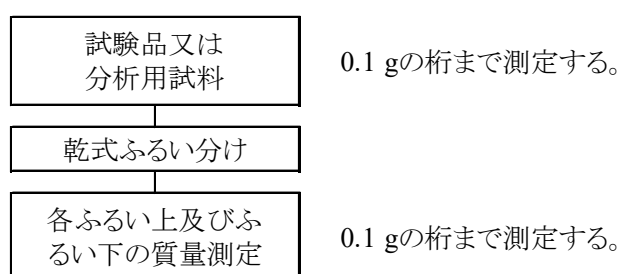 試験品又は
分析用試料
0.1 gの桁まで測定する。
乾式ふるい分け
各ふるい上及びふ
るい下の質量測定
0.1 gの桁まで測定する。